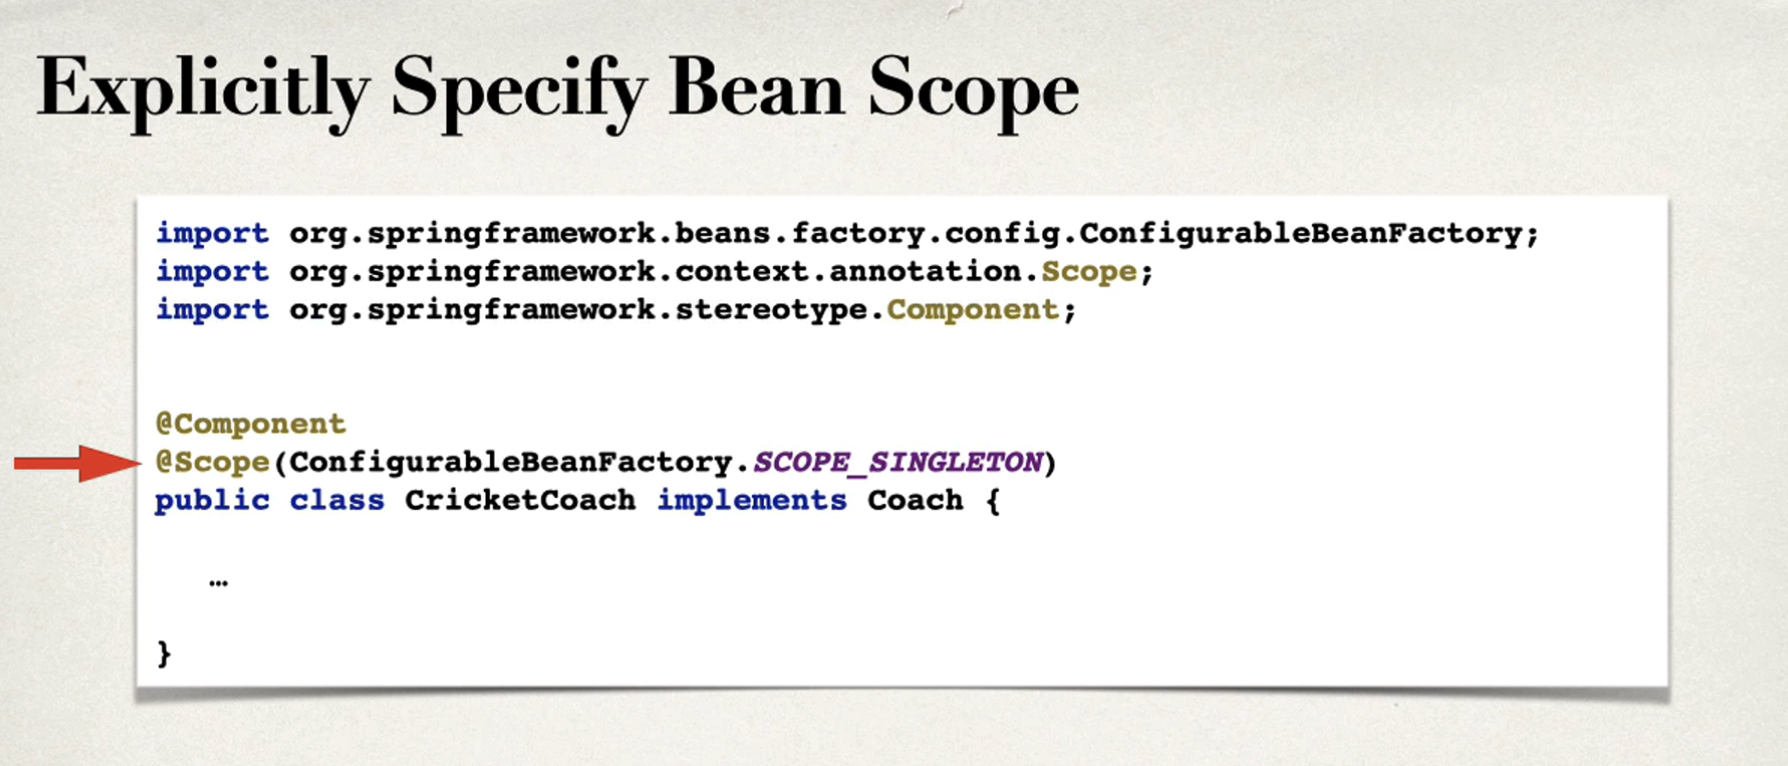 Explicitly Specify Bean Scope
import org.springframework.beans.factory.config.ConfigurableBeanFactory;
import org.springframework.context.annotation.Scope;
import org.springframework.stereotype.Component;
@Component
@Scope(ConfigurableBeanFactory.SCOPE_SINGLETON)
public class CricketCoach implements Coach {
…
}